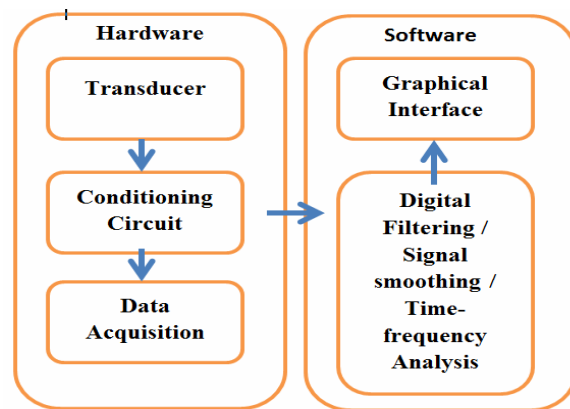 Hardware
Transducer
Conditioning
Circuit
Data
Acquisition
Software
Graphical
Interface
Digital
Filtering /
Signal
smoothing /
Time-
frequency
Analysis